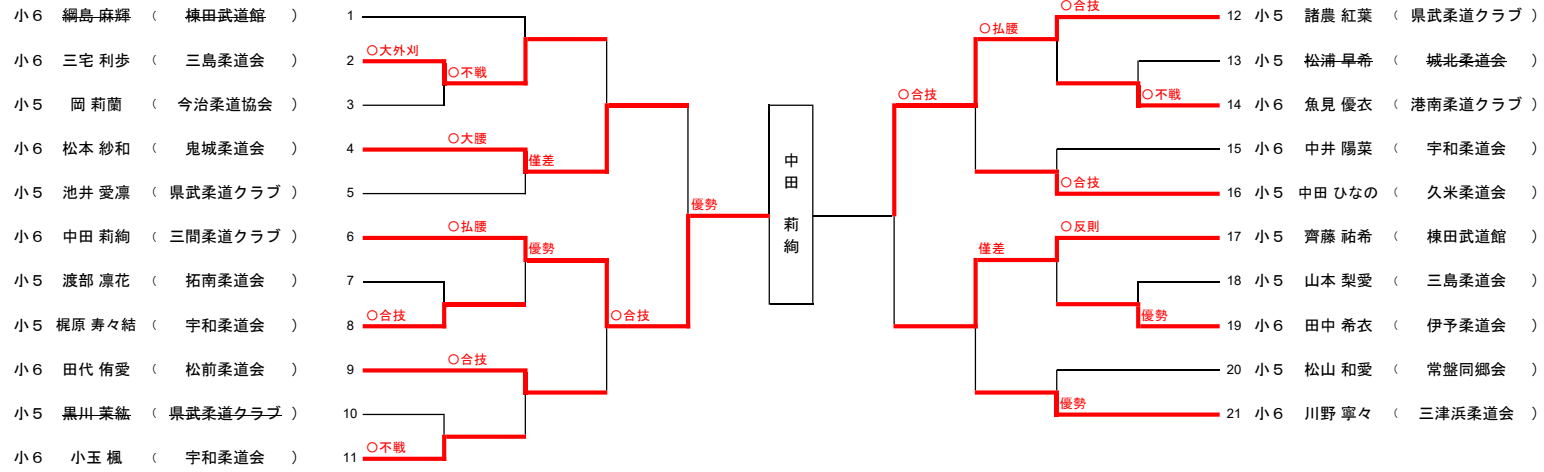 小6 綱島 麻輝 （ 棟田武道館 ） 1
小6 三宅 利歩 （ 三島柔道会 ） 2 〇大外刈
〇不戦
小5 岡 莉蘭 （ 今治柔道協会 ） 3
小6 松本 紗和 （ 鬼城柔道会 ） 4 〇大腰
僅差
小5 池井 愛凛 （ 県武柔道クラブ ） 5
優勢
小6 中田 莉絢 （ 三間柔道クラブ ） 6 〇払腰
優勢
小5 渡部 凛花 （ 拓南柔道会 ） 7
小5 梶原 寿々結 （ 宇和柔道会 ） 8 〇合技
〇合技
小6 田代 侑愛 （ 松前柔道会 ） 9 〇合技
小5 黒川 茉紘 （ 県武柔道クラブ ） 10
小6 小玉 楓 （ 宇和柔道会 ） 11 〇不戦
中田 莉絢
〇合技 12 小5 諸農 紅葉 （ 県武柔道クラブ ）
〇払腰
13 小5 松浦 早希 （ 城北柔道会 ）
〇合技
〇不戦
14 小6 魚見 優衣 （ 港南柔道クラブ ）
15 小6 中井 陽菜 （ 宇和柔道会 ）
〇合技
16 小5 中田 ひなの （ 久米柔道会 ）
〇反則
17 小5 齊藤 祐希 （ 棟田武道館 ）
僅差
18 小5 山本 梨愛 （ 三島柔道会 ）
優勢
19 小6 田中 希衣 （ 伊予柔道会 ）
20 小5 松山 和愛 （ 常盤同郷会 ）
優勢
21 小6 川野 寧々 （ 三津浜柔道会 ）